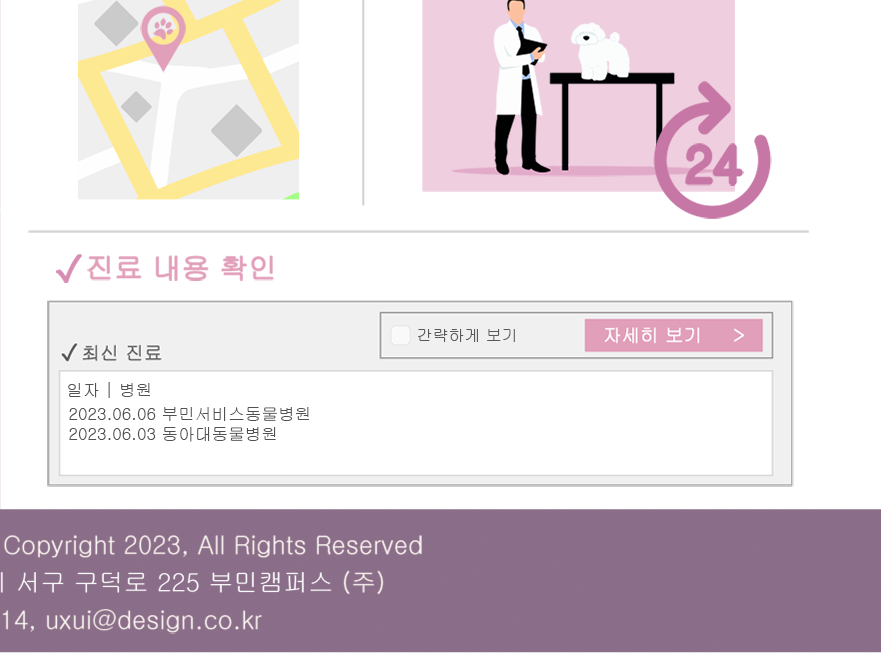 24
진료 내용 확인
간략하게 보기
자세히 보기 >
최신 진료
일자 | 병원
2023.06.06 부민서비스동물병원
2023.06.03 동아대동물병원
Copyright 2023, All Rights Reserved
서구 구덕로 225 부민캠퍼스 (주)
14, uxui@design.co.kr